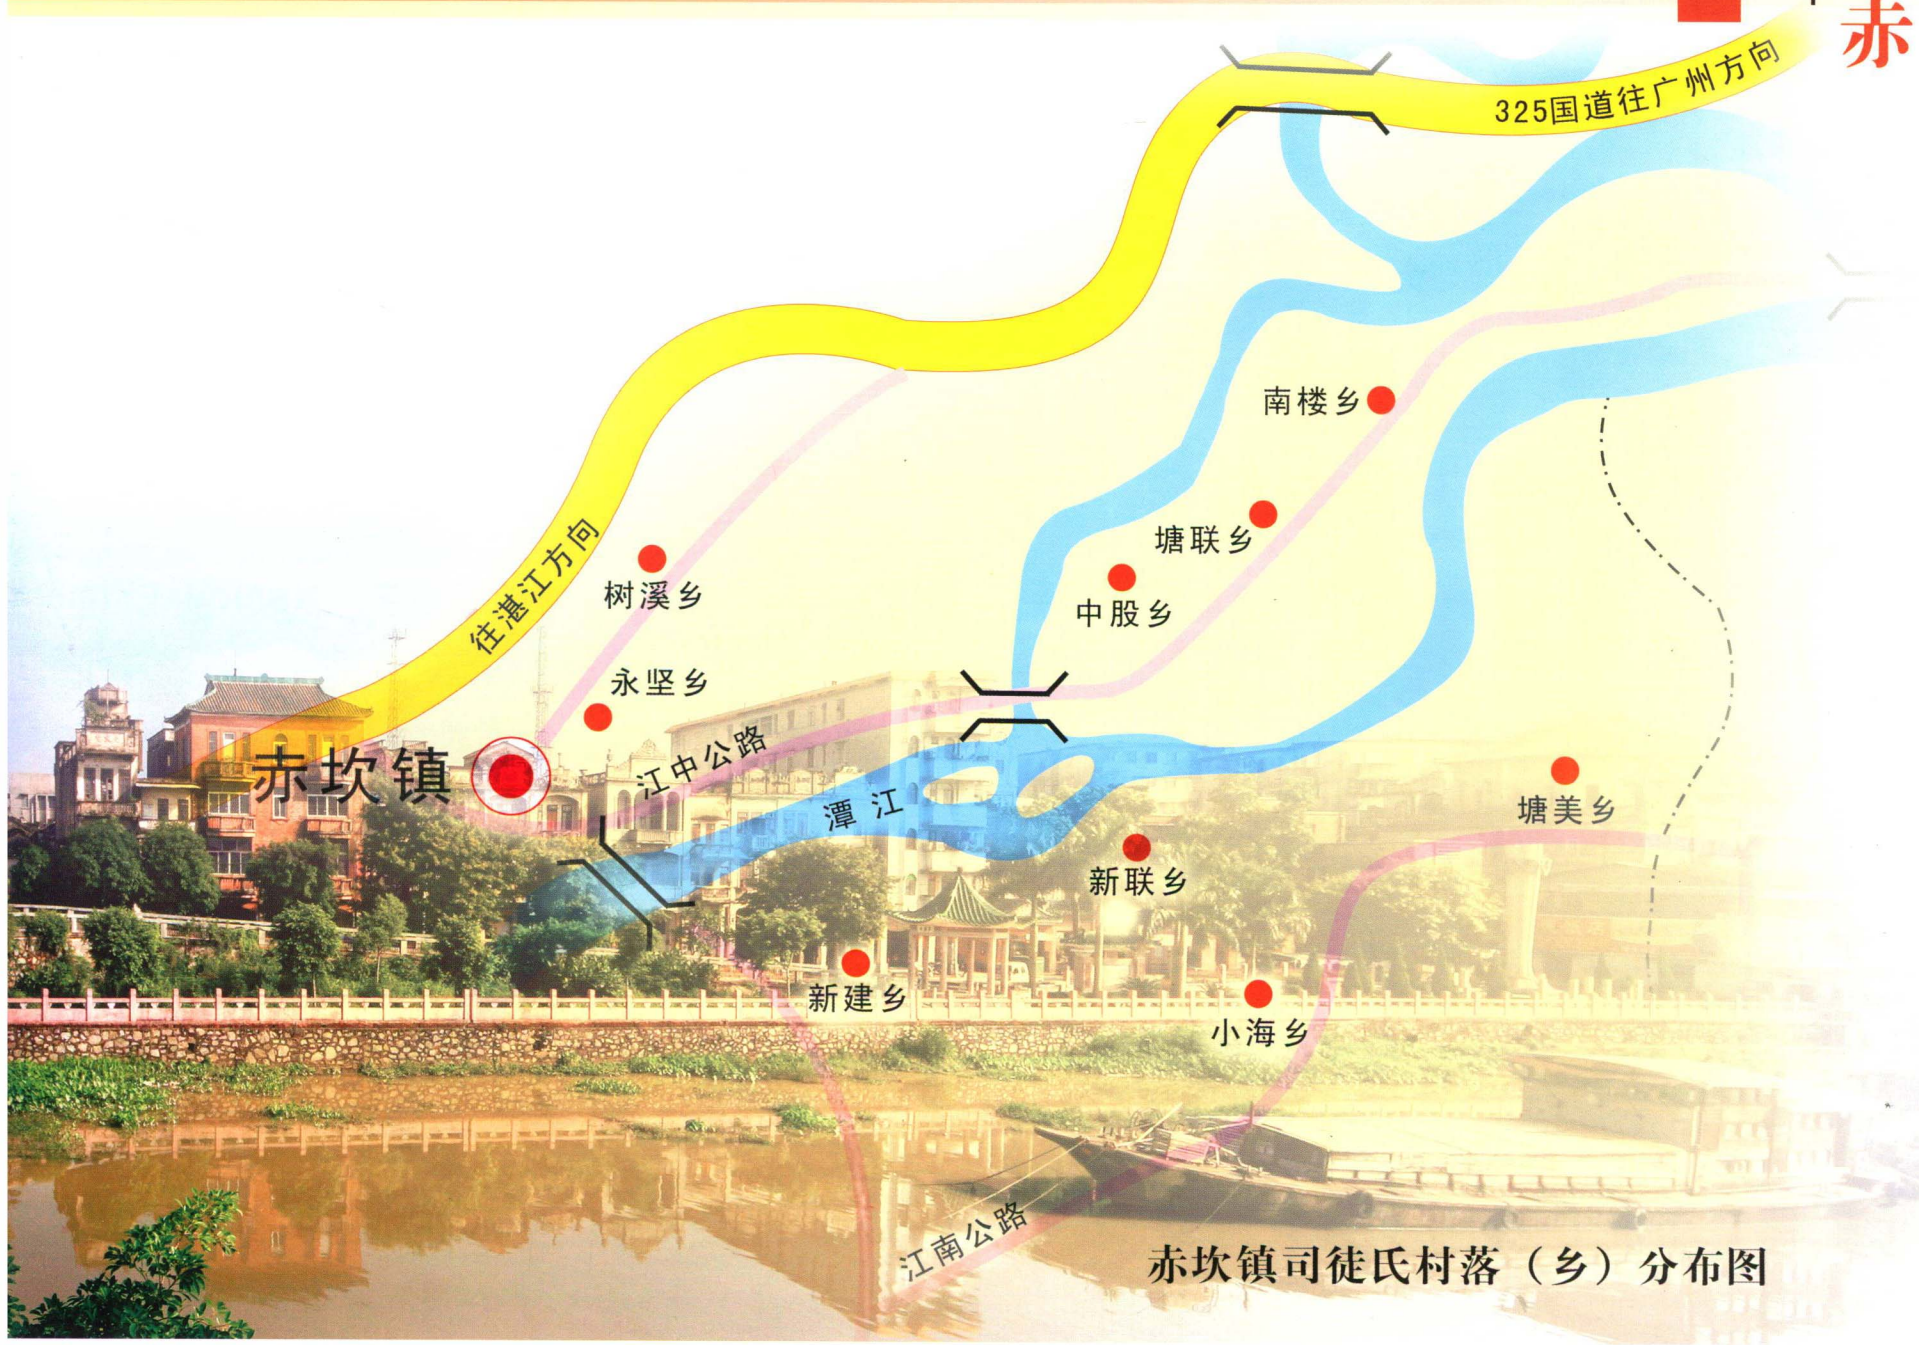 赤
325国道往广州方向
南楼乡
塘联乡
中股乡
往湛江方向
树溪乡
永坚乡
赤坎镇
江中公路
潭江
塘美乡
新联乡
新建乡
小海乡
江南公路
赤坎镇司徒氏村落（乡）分布图